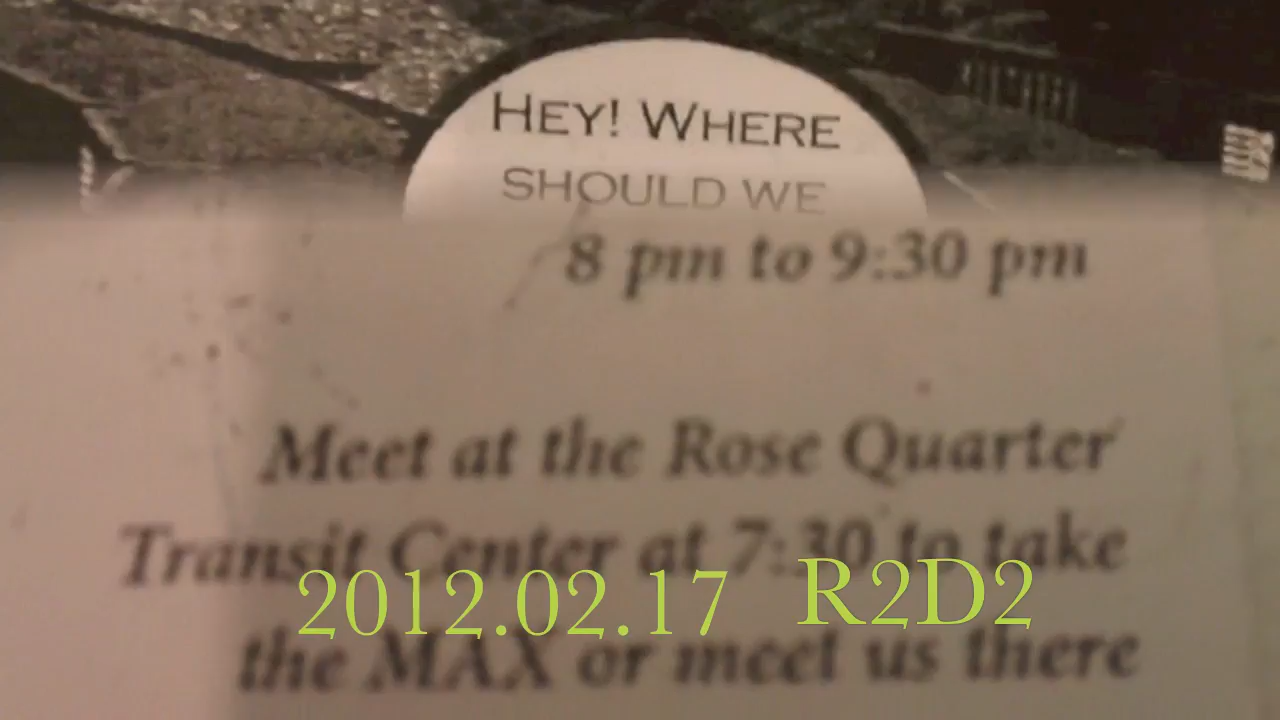 HEY! WHERE
SHOULD WE
8 pm to 9:30 pm
Meet at the Rose Quarter
Transit Center at 7:30 to take
2012.02.17 R2D2
the MAX or meet us there